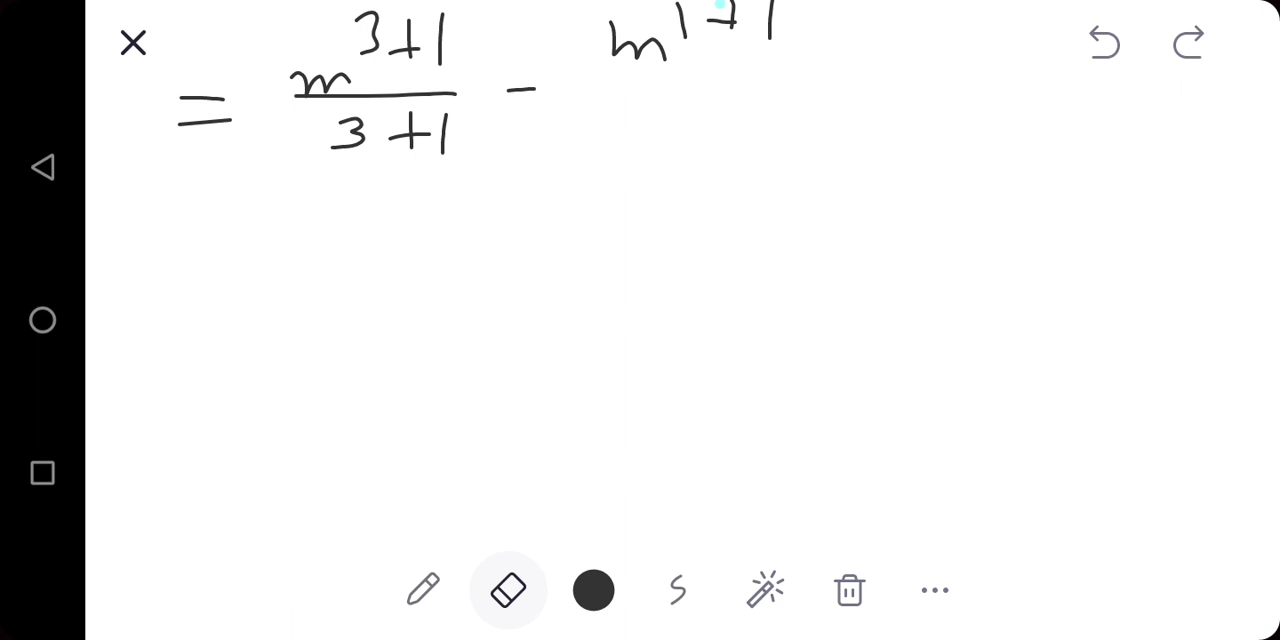 = m^{3+1}/3+1 - m^{1+1}